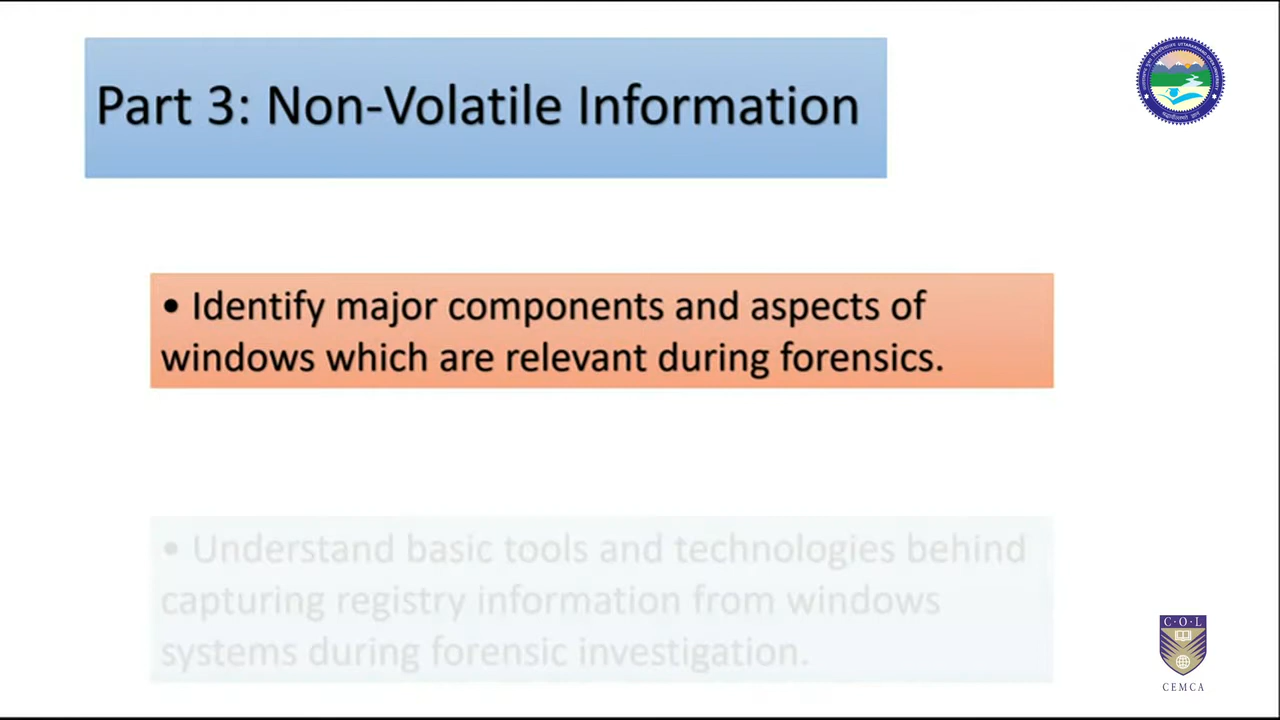 Part 3: Non-Volatile Information
• Identify major components and aspects of
windows which are relevant during forensics.
• Understand basic tools and technologies behind
capturing registry information from windows
systems during forensic investigation.
C·O·L
CEMCA